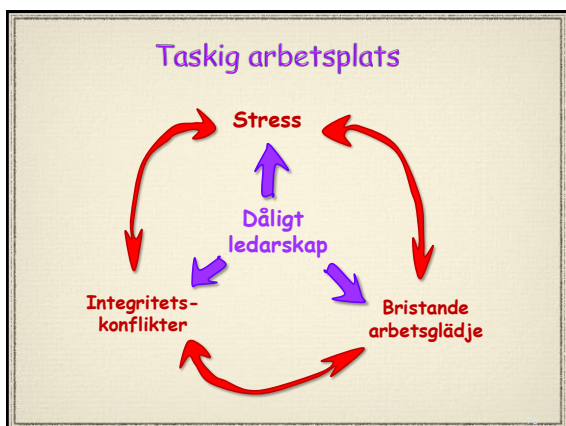 Taskig arbetsplats
Stress
Dåligt
ledarskap
Integritets-
konflikter
Bristande
arbetsglädje